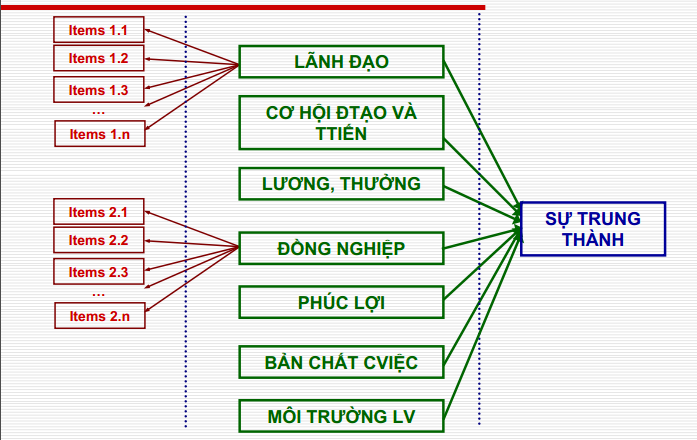 Items 1.1
Items 1.2
Items 1.3
...
Items 1.n
Items 2.1
Items 2.2
Items 2.3
...
Items 2.n
LÃNH ĐẠO
CƠ HỘI ĐTẠO VÀ
TTIẾN
LƯƠNG, THƯỞNG
ĐỒNG NGHIỆP
PHÚC LỢI
BẢN CHẤT CVIỆC
MÔI TRƯỜNG LV
SỰ TRUNG
THÀNH